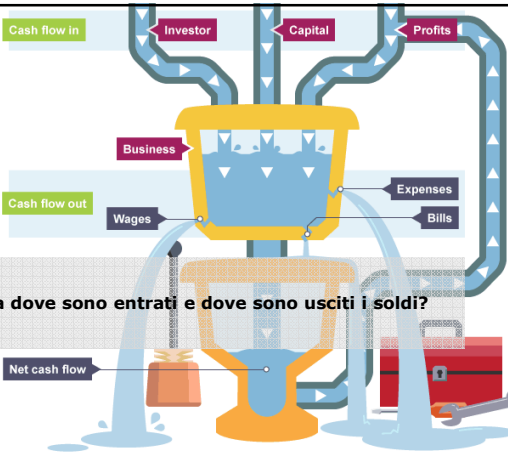 Cash flow in
Investor
Capital
Profits
Business
Cash flow out
Expenses
Wages
Bills
a dove sono entrati e dove sono usciti i soldi?
Net cash flow